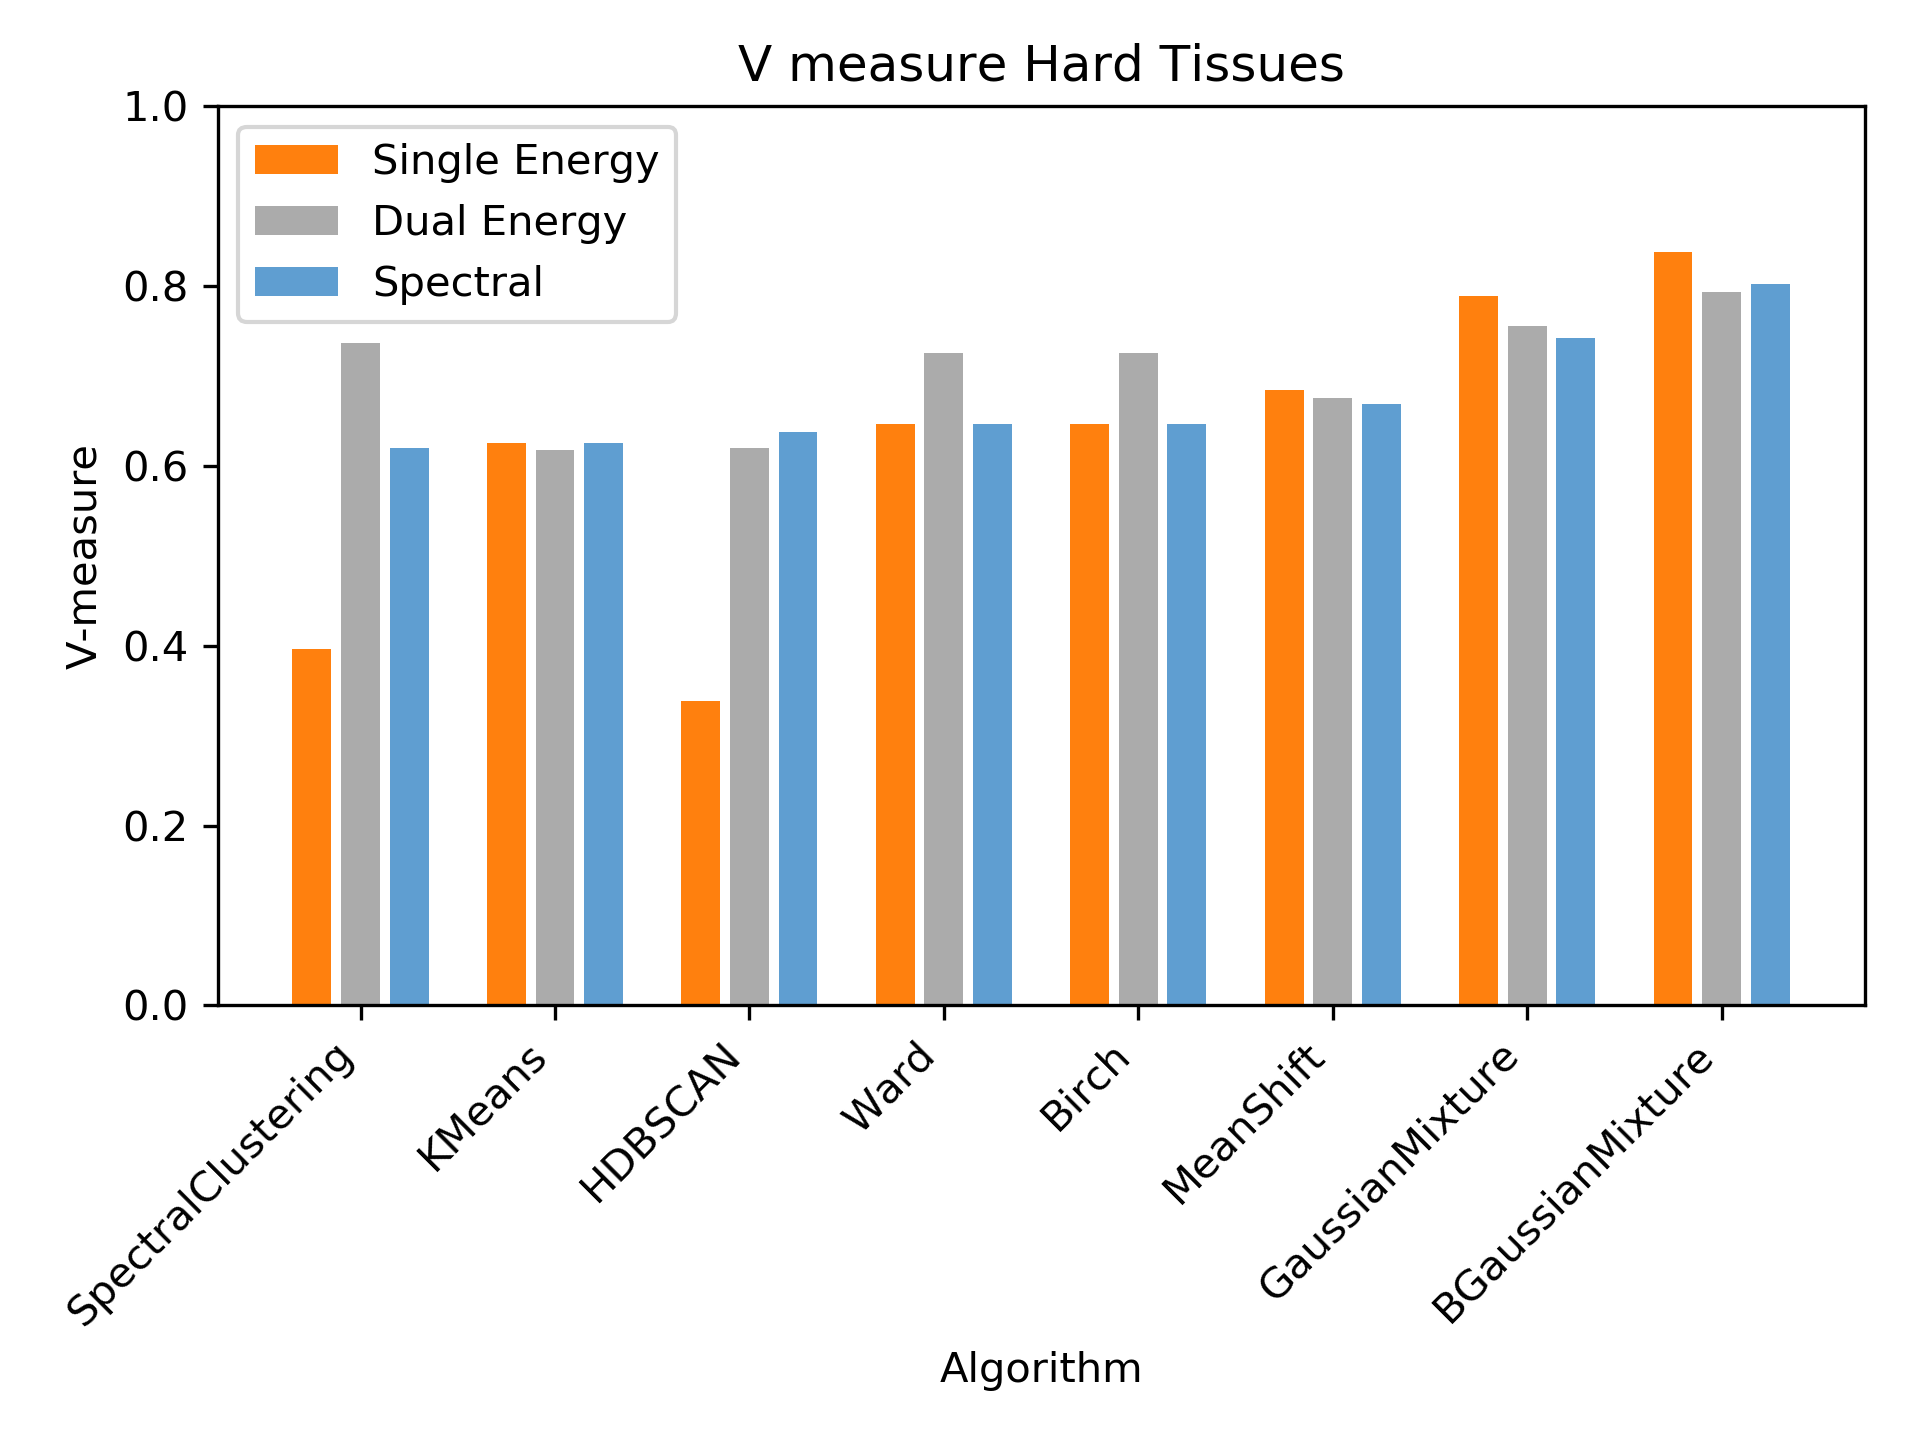 V measure Hard Tissues
1.0
0.8
0.6
0.4
0.2
0.0
V-measure
Single Energy
Dual Energy
Spectral
SpectralClustering
KMeans
HDBSCAN
Ward
Birch
MeanShift
GaussianMixture
BGaussianMixture
Algorithm